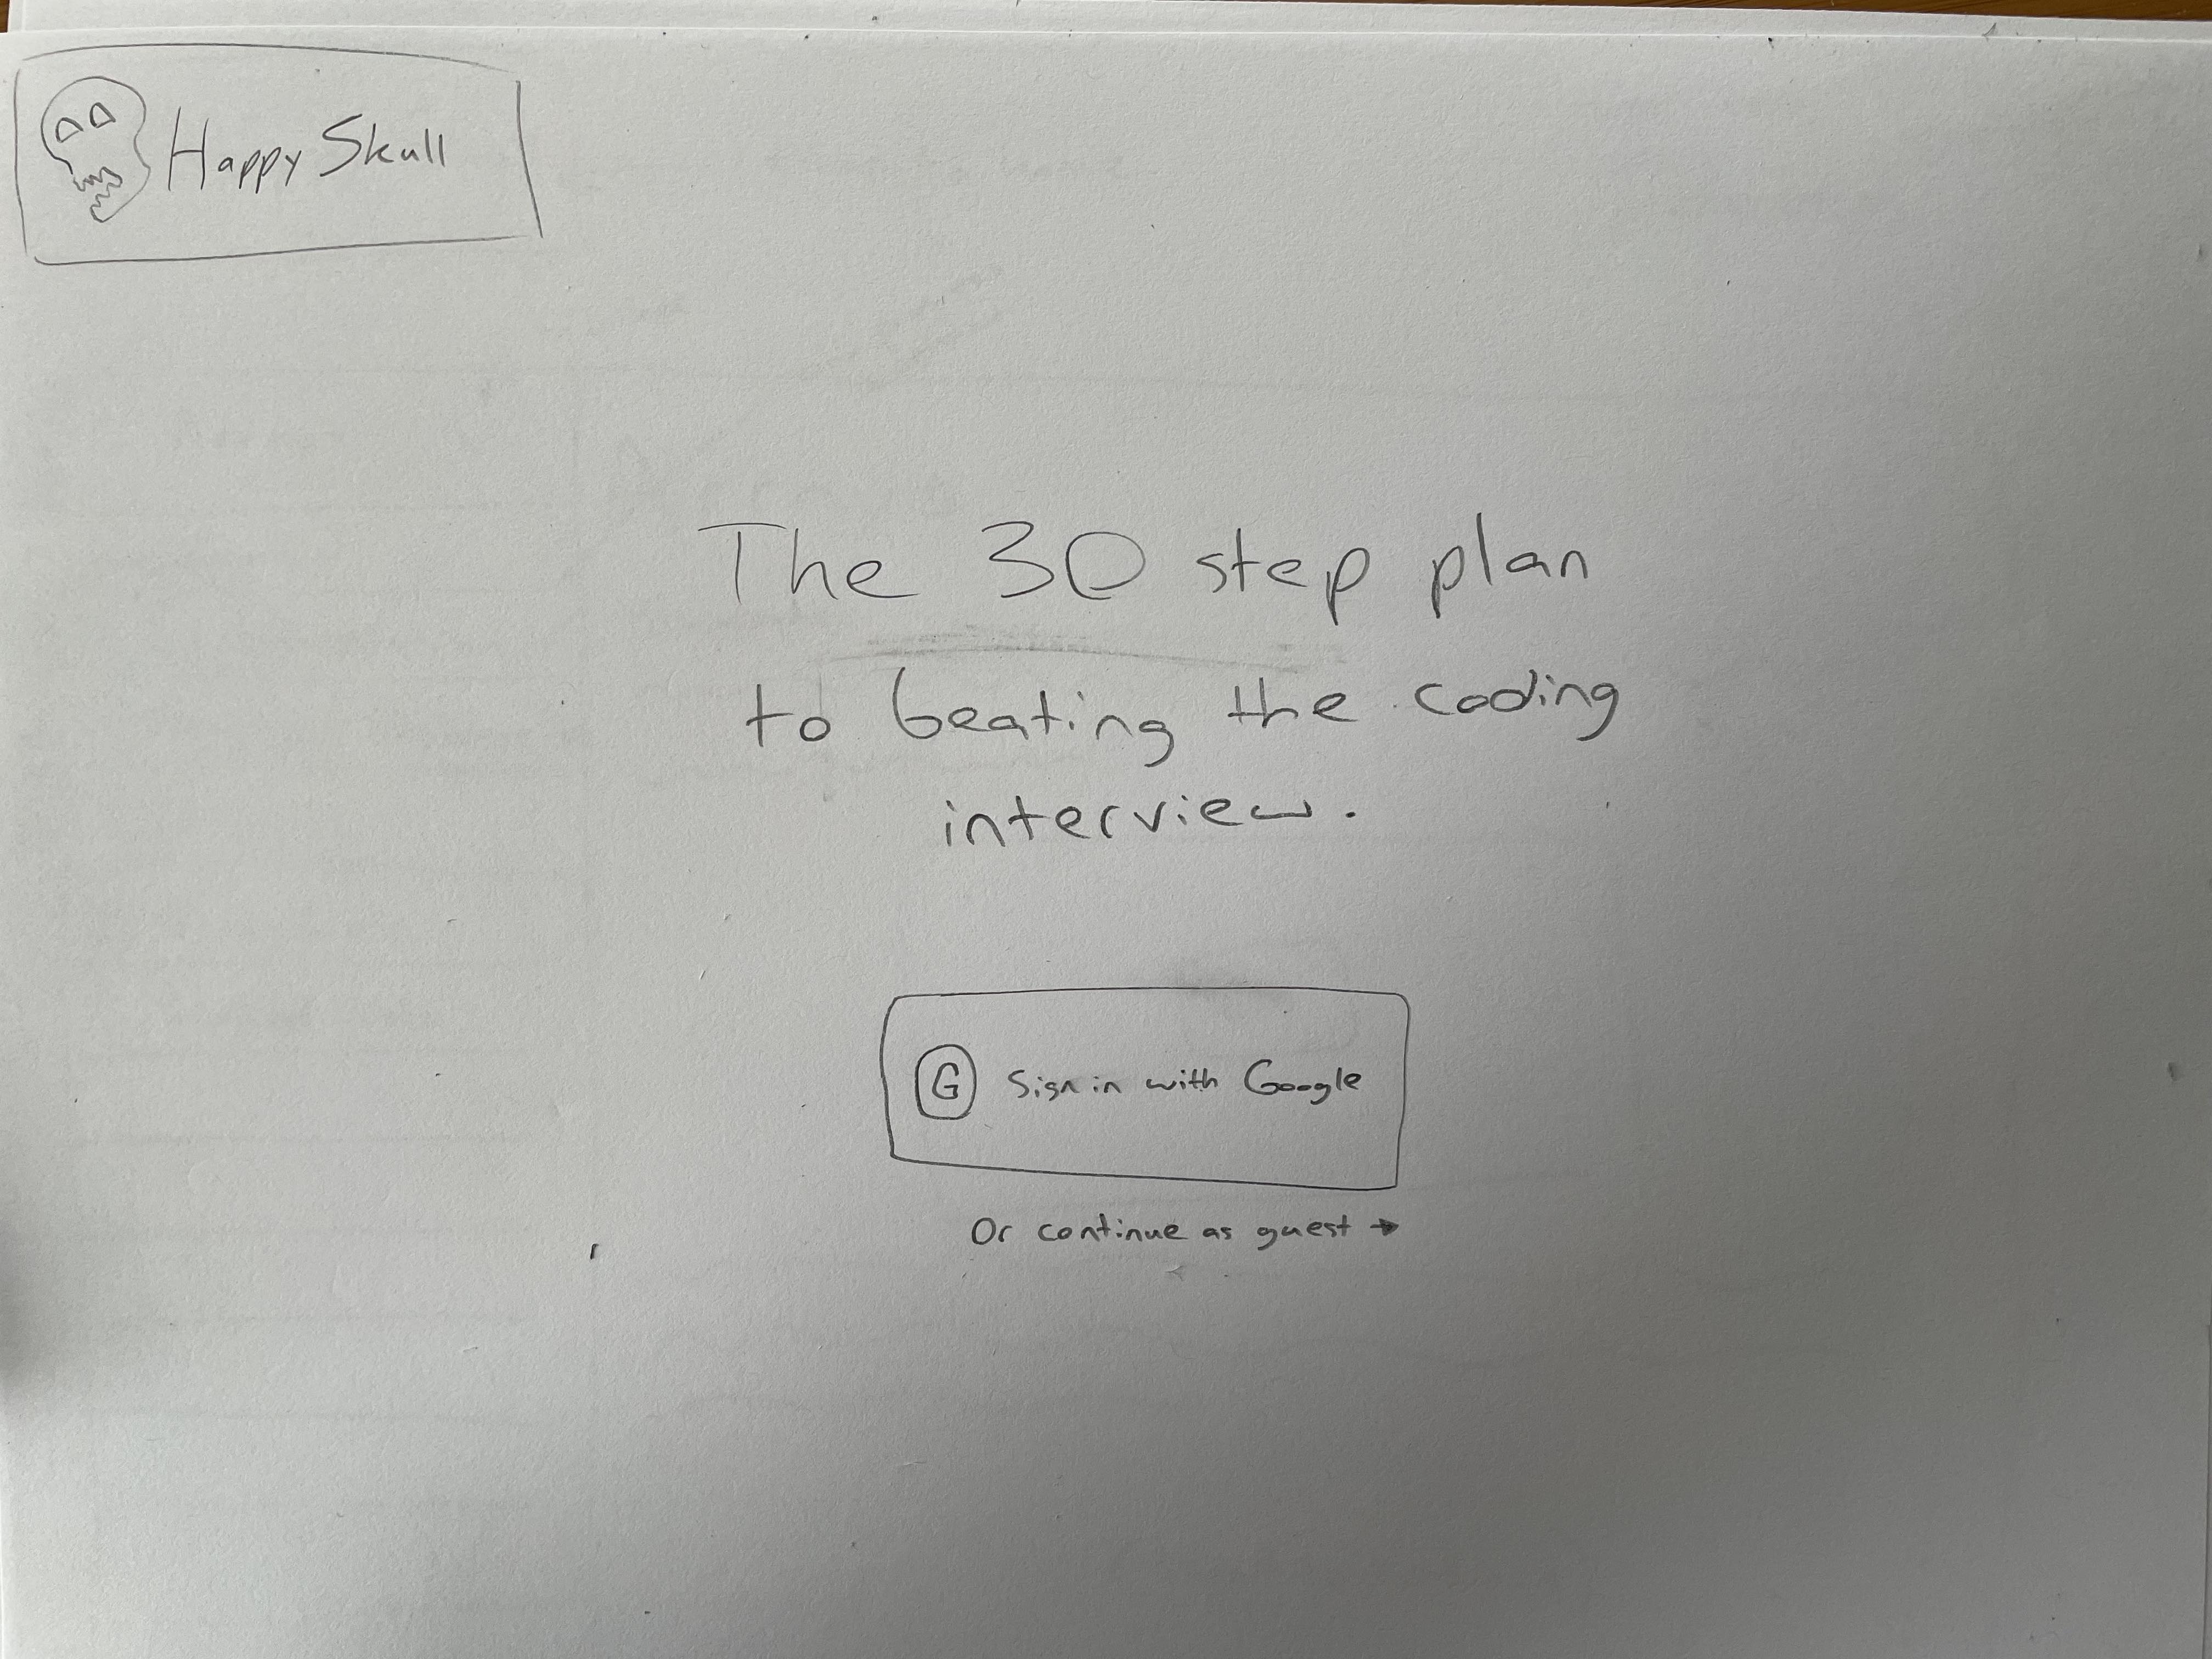 Happy Skull
The 30 step plan
to beating the coding
interview.
G Sign in with Google
Or continue as guest →